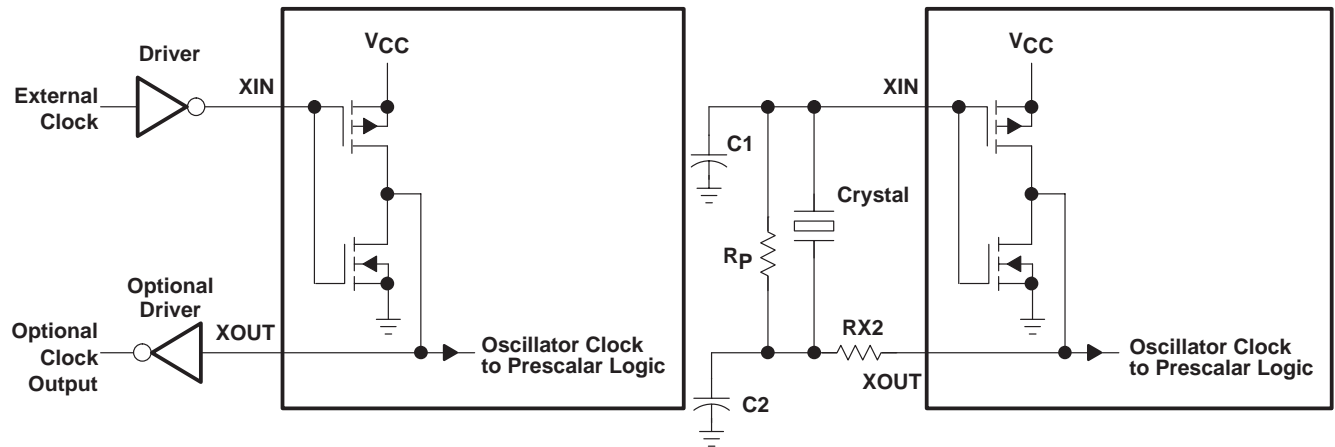 Driver
External
Clock
XIN
VCC
Optional
Driver
Optional
Clock
Output
XOUT
Oscillator Clock
to Prescalar Logic
XIN
VCC
C1
Crystal
RP
RX2
XOUT
C2
Oscillator Clock
to Prescalar Logic